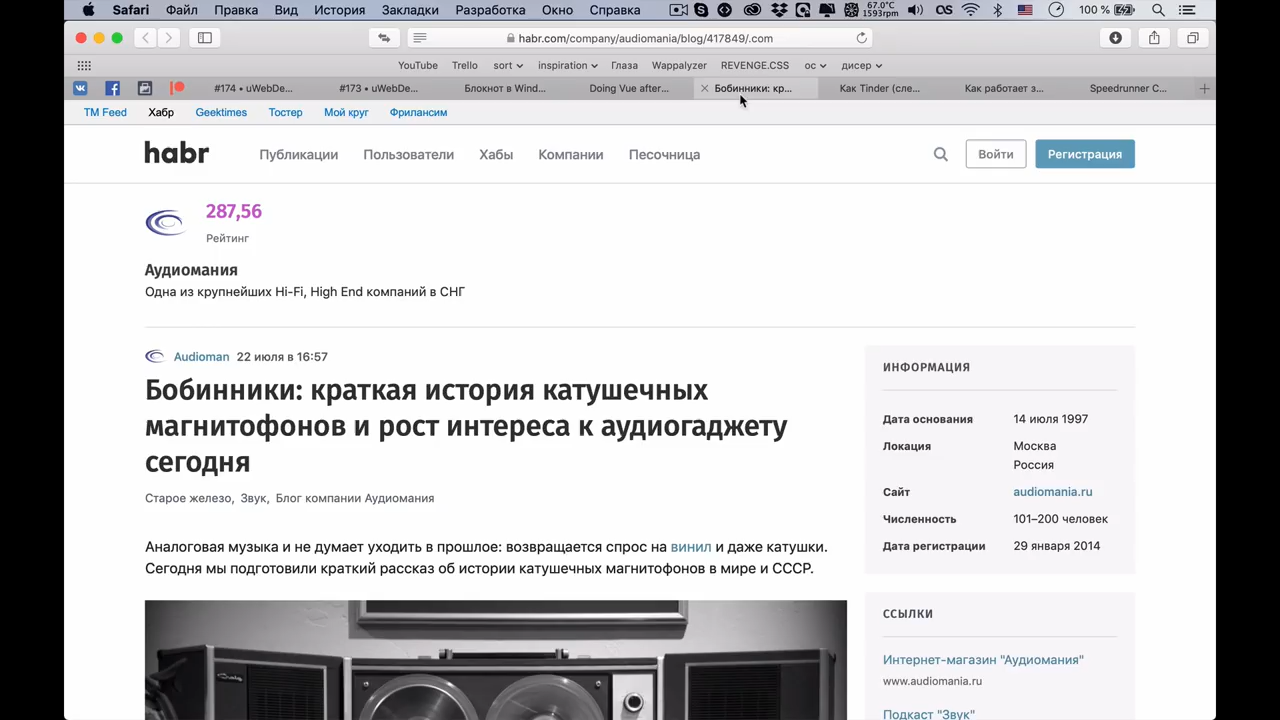 Safari Файл Правка Вид История Закладки Разработка Окно Справка 67.0°C 1593rpm 100 %
habr.com/company/audiomania/blog/417849/.com
YouTube Trello sort inspiration Глаза Wappalyzer REVENGE.CSS ос дисер
#174 • uWebDe... #173 • uWebDe... Блокнот в Wind... Doing Vue after... Бобинники: кр... Как Tinder (сле... Как работает з... Speedrunner C...
TM Feed Хабр Geektimes Тостер Мой круг Фрилансим
habr Публикации Пользователи Хабы Компании Песочница Войти Регистрация
287,56
Рейтинг
Аудиомания
Одна из крупнейших Hi-Fi, High End компаний в СНГ
Audioman 22 июля в 16:57
Бобинники: краткая история катушечных
магнитофонов и рост интереса к аудиогаджету
сегодня
Старое железо, Звук, Блог компании Аудиомания
Аналоговая музыка и не думает уходить в прошлое: возвращается спрос на винил и даже катушки.
Сегодня мы подготовили краткий рассказ об истории катушечных магнитофонов в мире и СССР.
ИНФОРМАЦИЯ
Дата основания 14 июля 1997
Локация Москва
Россия
Сайт audiomania.ru
Численность 101–200 человек
Дата регистрации 29 января 2014
ССЫЛКИ
Интернет-магазин "Аудиомания"
www.audiomania.ru
Подкаст "Звук"